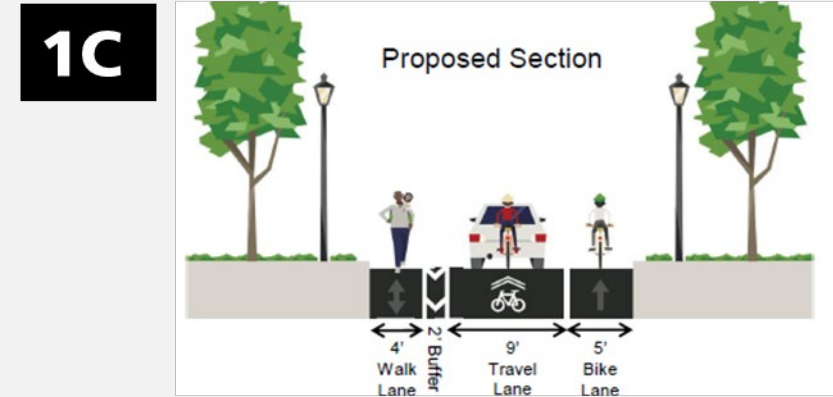 1C
Proposed Section
4'
Walk
Lane
2' Buffer
9'
Travel
Lane
5'
Bike
Lane